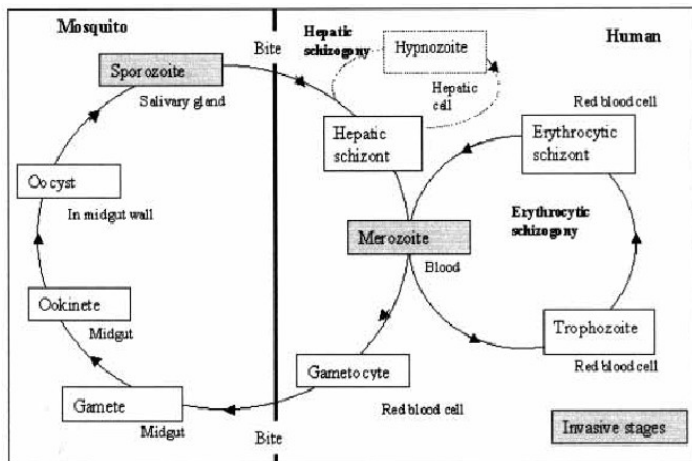 Mosquito
Bite
Hepatic
schizogony
Human
Hypnozoite
Sporozoite
Salivary gland
Hepatic
cell
Red blood cell
Hepatic
schizont
Erythrocytic
schizont
Oocyst
In midgut wall
Merozoite
Blood
Erythrocytic
schizogony
Ookinete
Midgut
Trophozoite
Red blood cell
Gametocyte
Red blood cell
Gamete
Midgut
Bite
Invasive stages